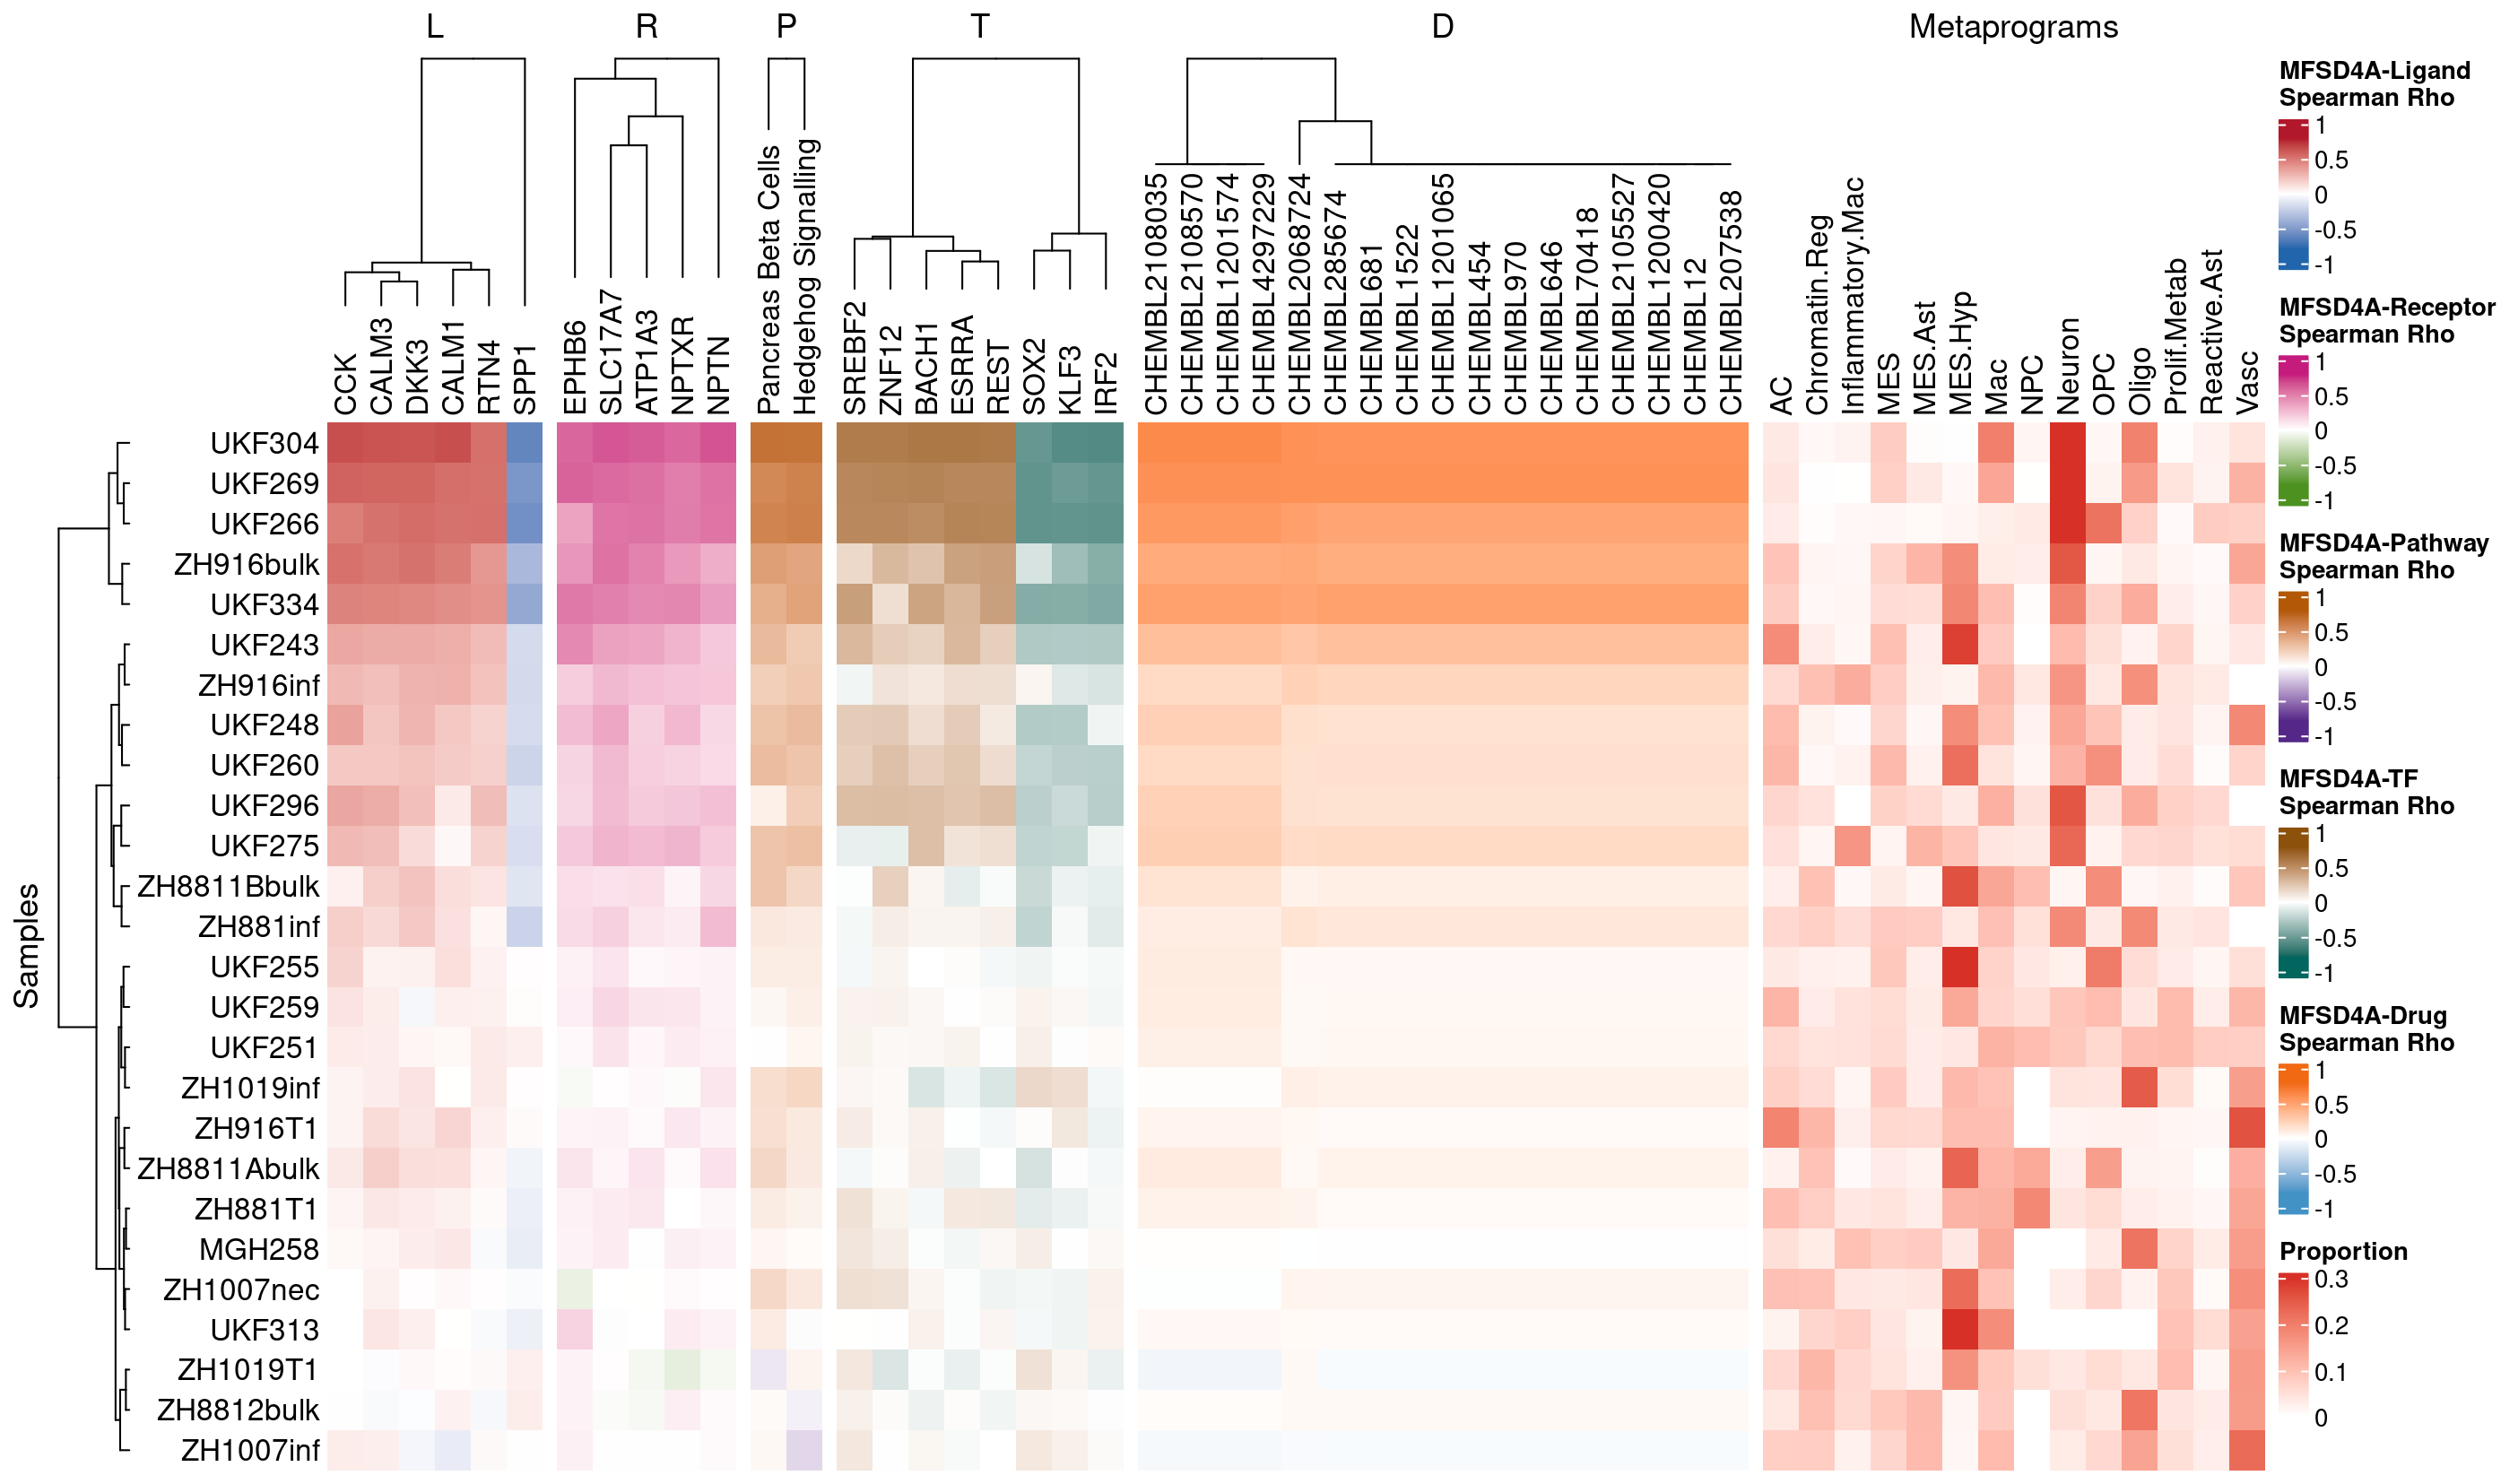 L R P T D Metaprograms
CCK
CALM3
DKK3
CALM1
RTN4
SPP1
EPHB6
SLC17A7
ATP1A3
NPTXR
NPTN
Pancreas Beta Cells
Hedgehog Signalling
SREBF2
ZNF12
BACH1
ESRRA
REST
SOX2
KLF3
IRF2
CHEMBL2108035
CHEMBL2108570
CHEMBL1201574
CHEMBL4297229
CHEMBL2068724
CHEMBL285674
CHEMBL681
CHEMBL1522
CHEMBL1201065
CHEMBL454
CHEMBL970
CHEMBL646
CHEMBL70418
CHEMBL2105527
CHEMBL1200420
CHEMBL12
CHEMBL207538
AC
Chromatin.Reg
Inflammatory.Mac
MES
MES.Ast
MES.Hyp
Mac
NPC
Neuron
OPC
Oligo
Prolif.Metab
Reactive.Ast
Vasc
Samples
UKF304
UKF269
UKF266
ZH916bulk
UKF334
UKF243
ZH916inf
UKF248
UKF260
UKF296
UKF275
ZH8811Bbulk
ZH881inf
UKF255
UKF259
UKF251
ZH1019inf
ZH916T1
ZH8811Abulk
ZH881T1
MGH258
ZH1007nec
UKF313
ZH1019T1
ZH8812bulk
ZH1007inf
MFSD4A-Ligand
Spearman Rho
1
0.5
0
-0.5
-1
MFSD4A-Receptor
Spearman Rho
1
0.5
0
-0.5
-1
MFSD4A-Pathway
Spearman Rho
1
0.5
0
-0.5
-1
MFSD4A-TF
Spearman Rho
1
0.5
0
-0.5
-1
MFSD4A-Drug
Spearman Rho
1
0.5
0
-0.5
-1
Proportion
0.3
0.2
0.1
0